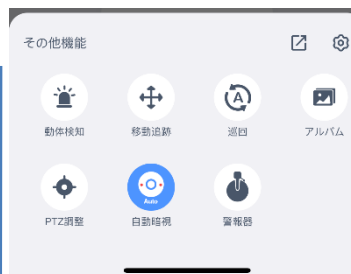 その他機能
A
動体検知
移動追跡
巡回
アルバム
Auto
PTZ調整
自動暗視
警報器